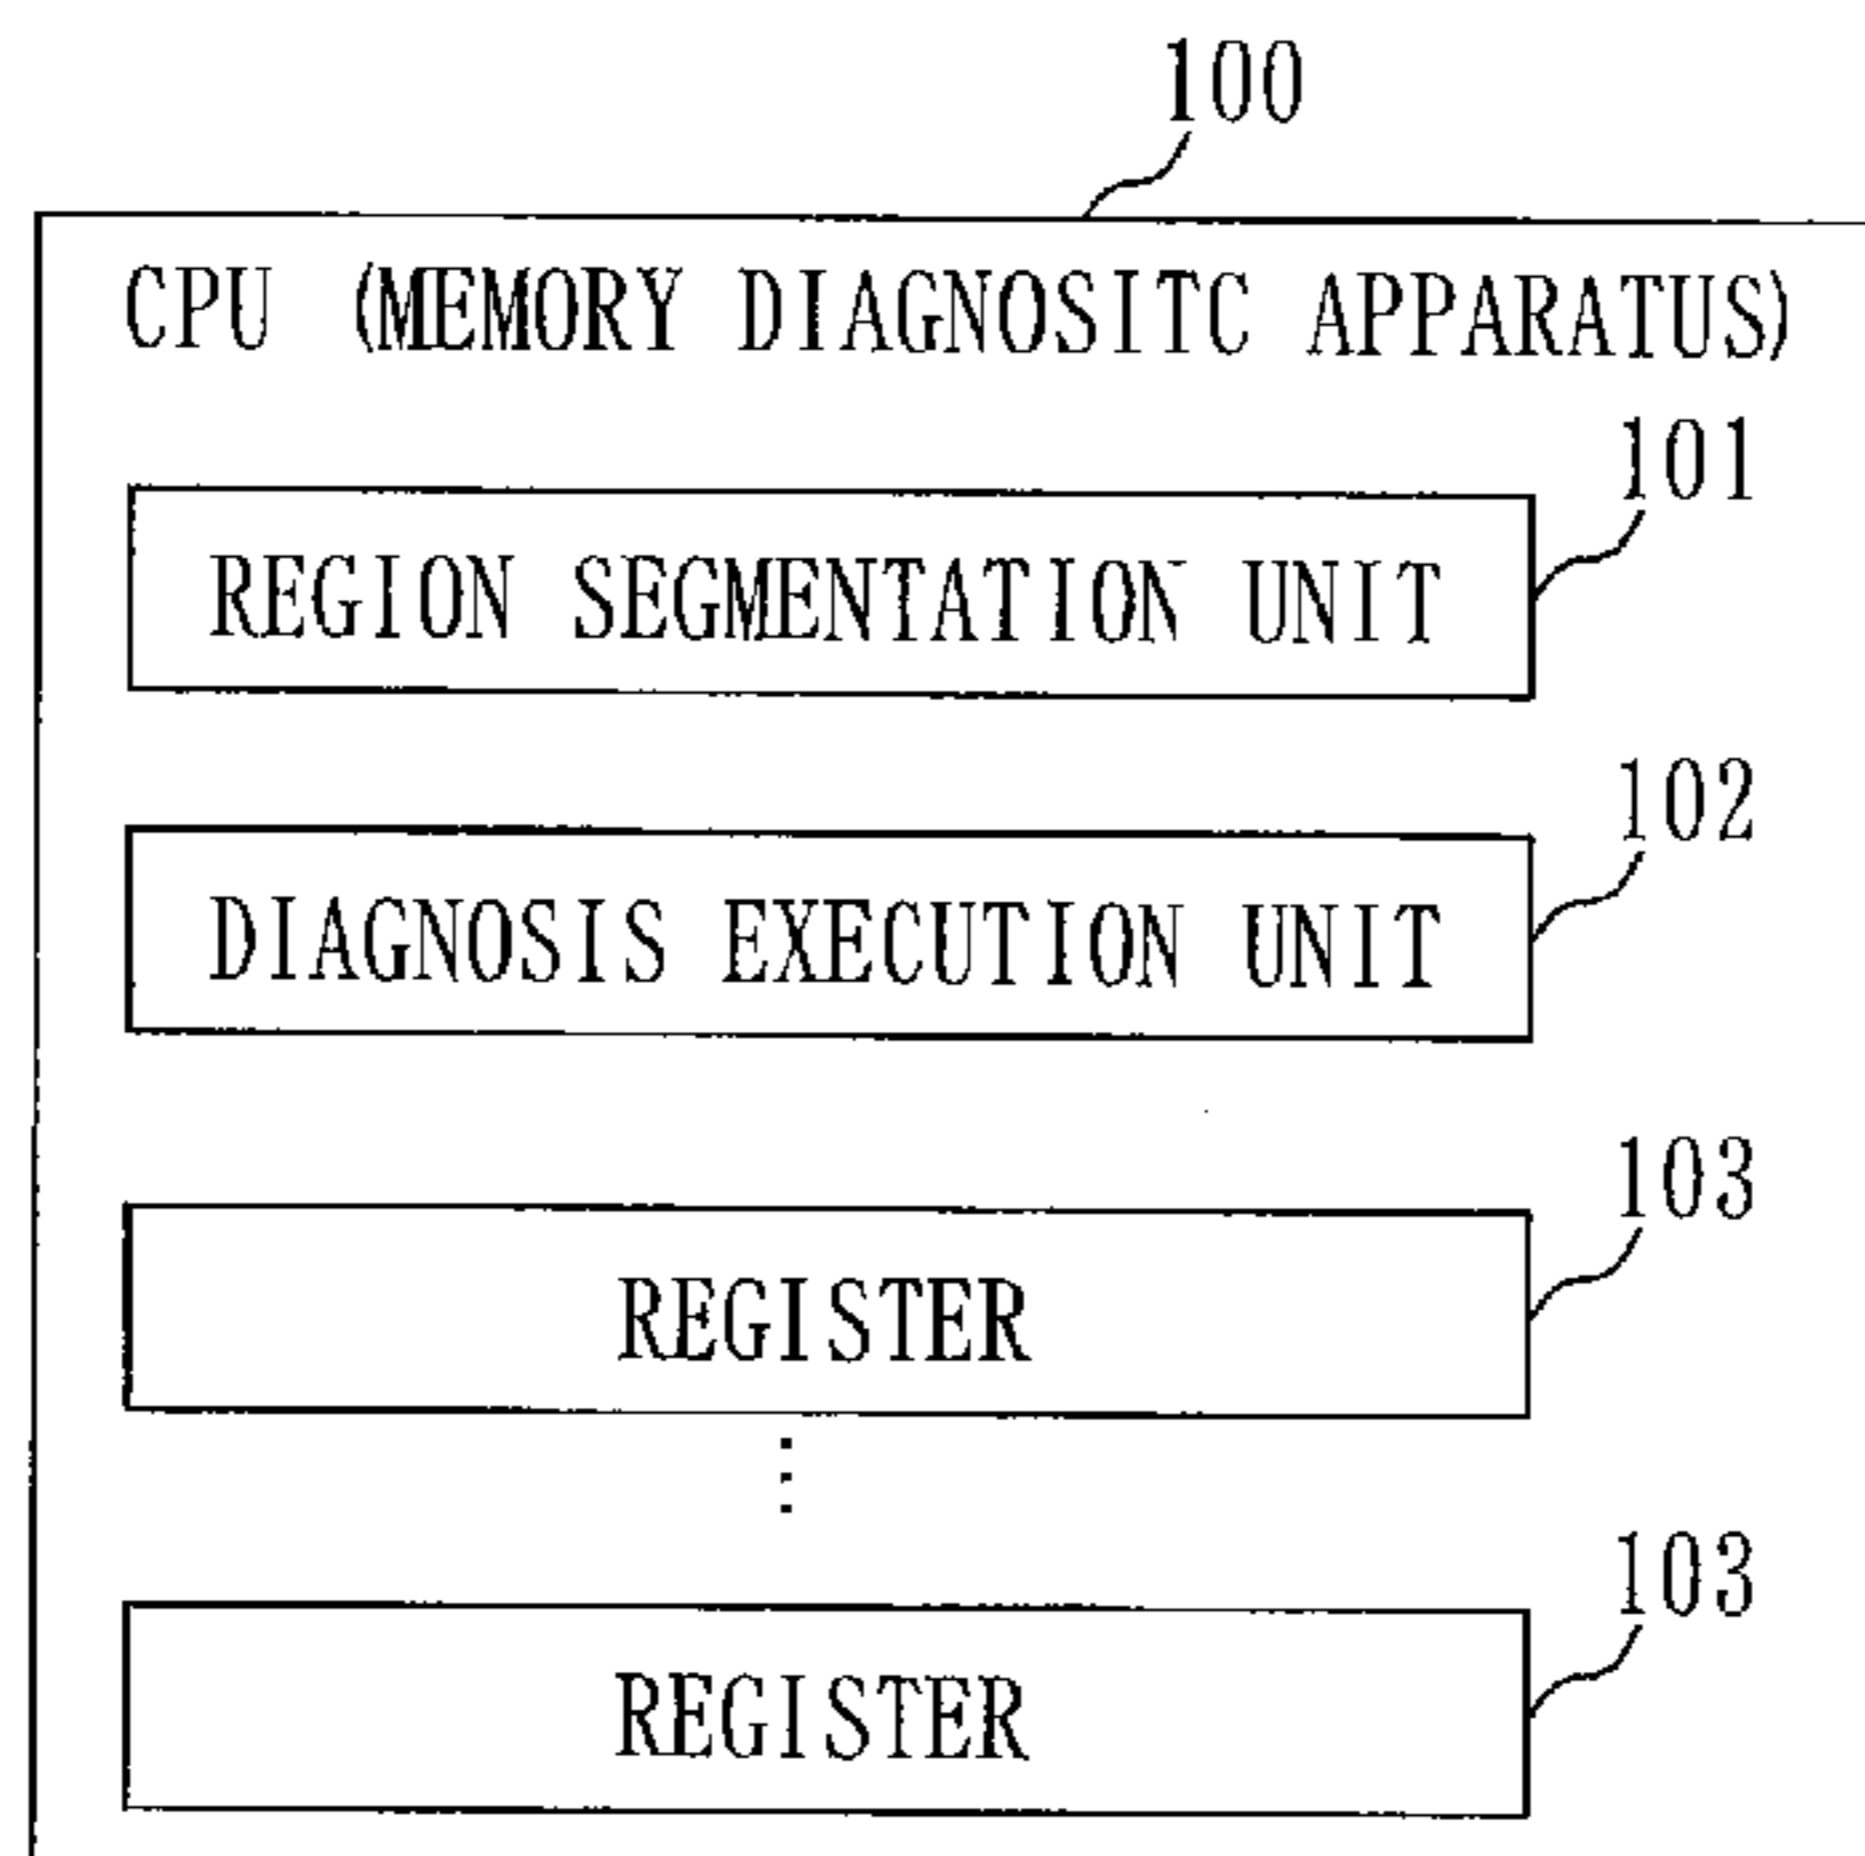 100
CPU (MEMORY DIAGNOSITC APPARATUS)
101
REGION SEGMENTATION UNIT
102
DIAGNOSIS EXECUTION UNIT
103
REGISTER
103
REGISTER